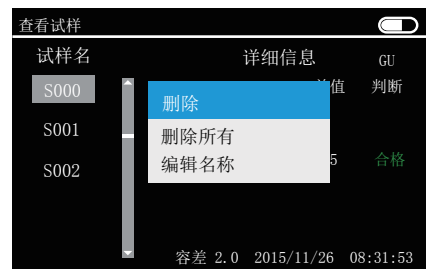 查看试样
试样名 详细信息 GU
S000 值 判断
删除
S001 删除所有
S002 编辑名称 5 合格
容差 2.0 2015/11/26 08:31:53